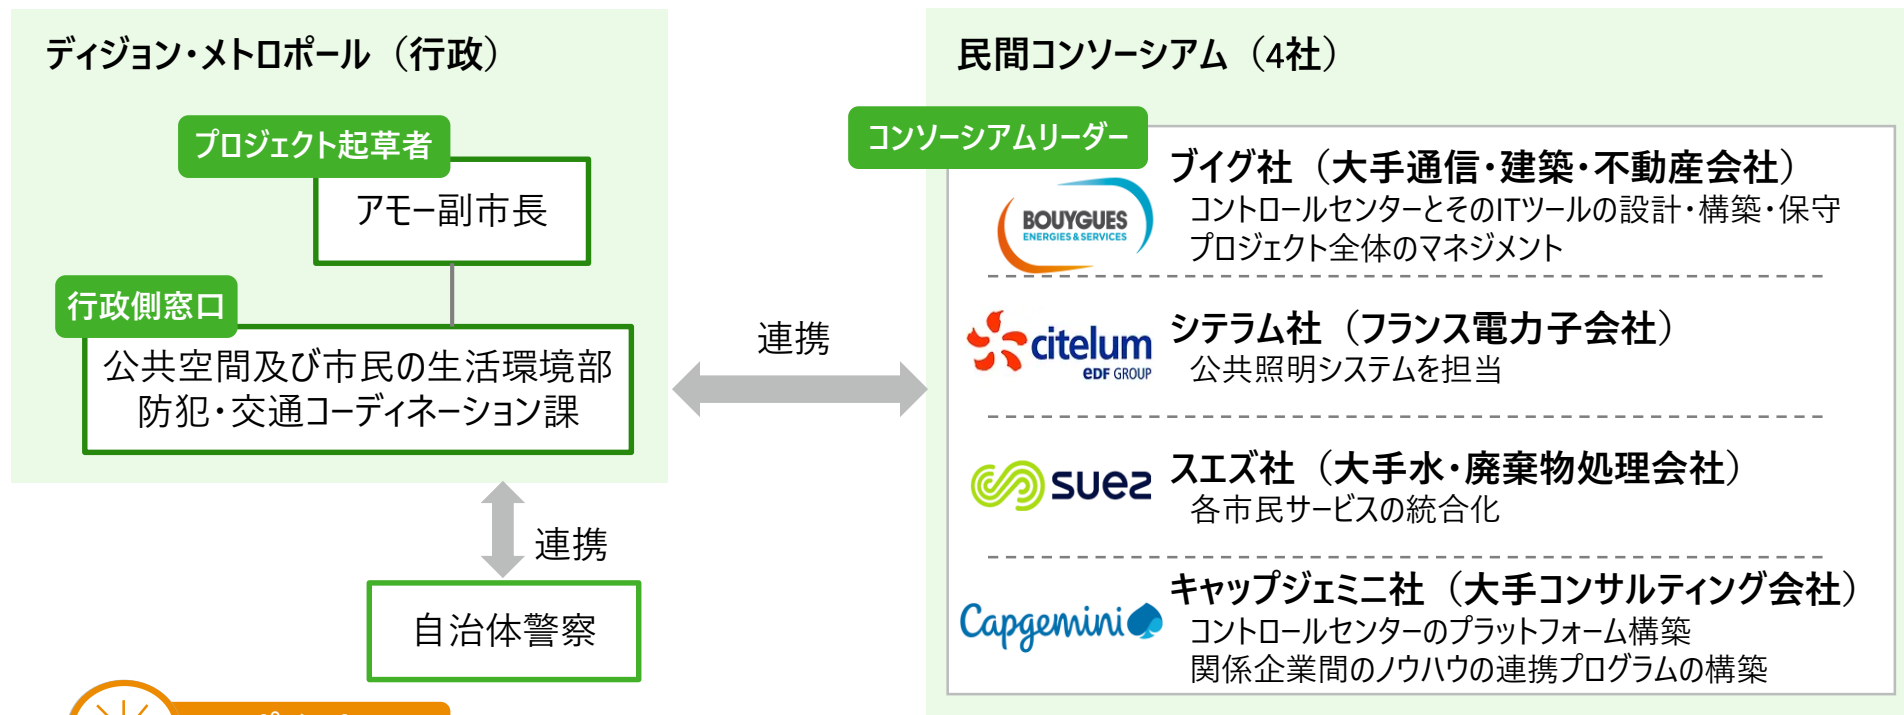 ディジョン・メトロポール（行政）
プロジェクト起草者
アモー副市長
行政側窓口
公共空間及び市民の生活環境部
防犯・交通コーディネーション課
連携
自治体警察
連携
民間コンソーシアム（4社）
コンソーシアムリーダー
BOUYGUES
ENERGIES & SERVICES
ブイグ社（大手通信・建築・不動産会社）
コントロールセンターとそのITツールの設計・構築・保守
プロジェクト全体のマネジメント
citelum
EDF GROUP
シテラム社（フランス電力子会社）
公共照明システムを担当
suez
スエズ社（大手水・廃棄物処理会社）
各市民サービスの統合化
Capgemini
キャップジェミニ社（大手コンサルティング会社）
コントロールセンターのプラットフォーム構築
関係企業間のノウハウの連携プログラムの構築